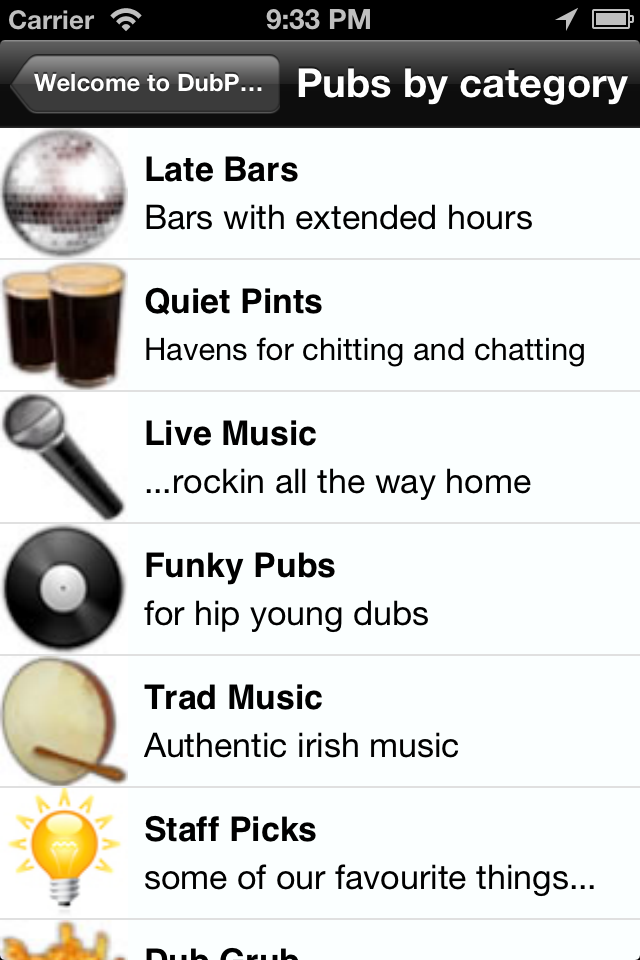 Carrier 9:33 PM
Welcome to DubP... Pubs by category
Late Bars
Bars with extended hours
Quiet Pints
Havens for chitting and chatting
Live Music
...rockin all the way home
Funky Pubs
for hip young dubs
Trad Music
Authentic irish music
Staff Picks
some of our favourite things...
Dub Grub